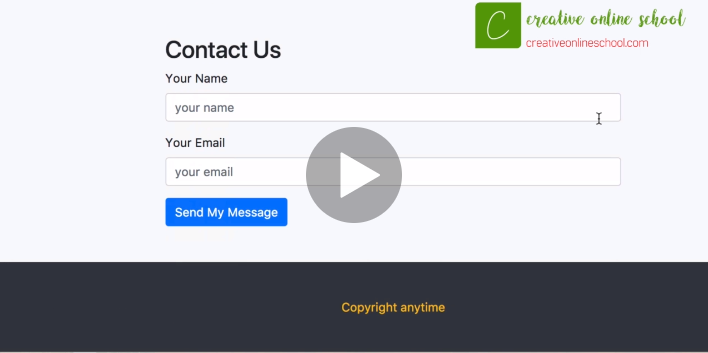 C
creative online school
creativeonlineschool.com
Contact Us
Your Name
your name
Your Email
your email
Send My Message
Copyright anytime